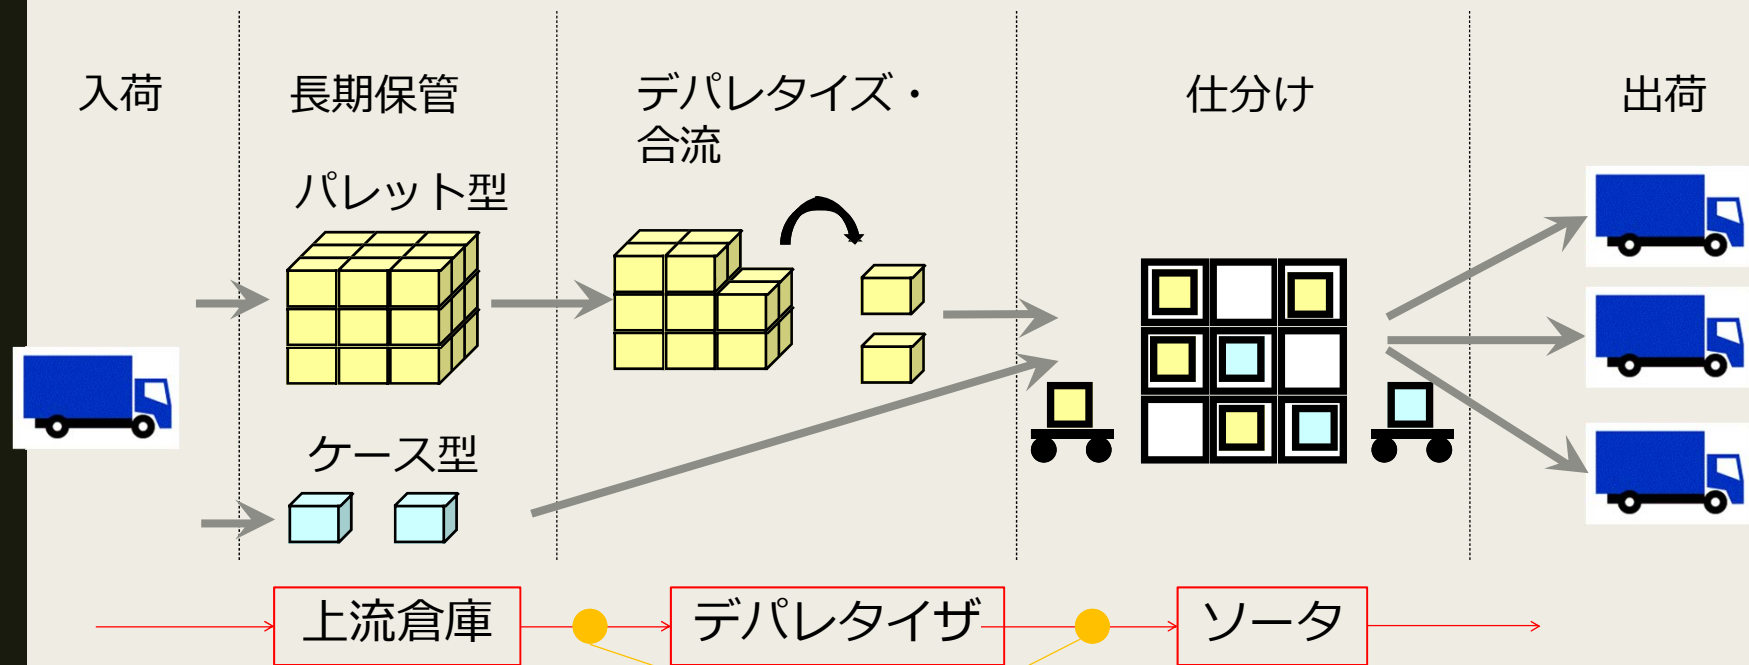 入荷
長期保管
デパレタイズ・
合流
仕分け
出荷
パレット型
ケース型
上流倉庫
デパレタイザ
ソータ